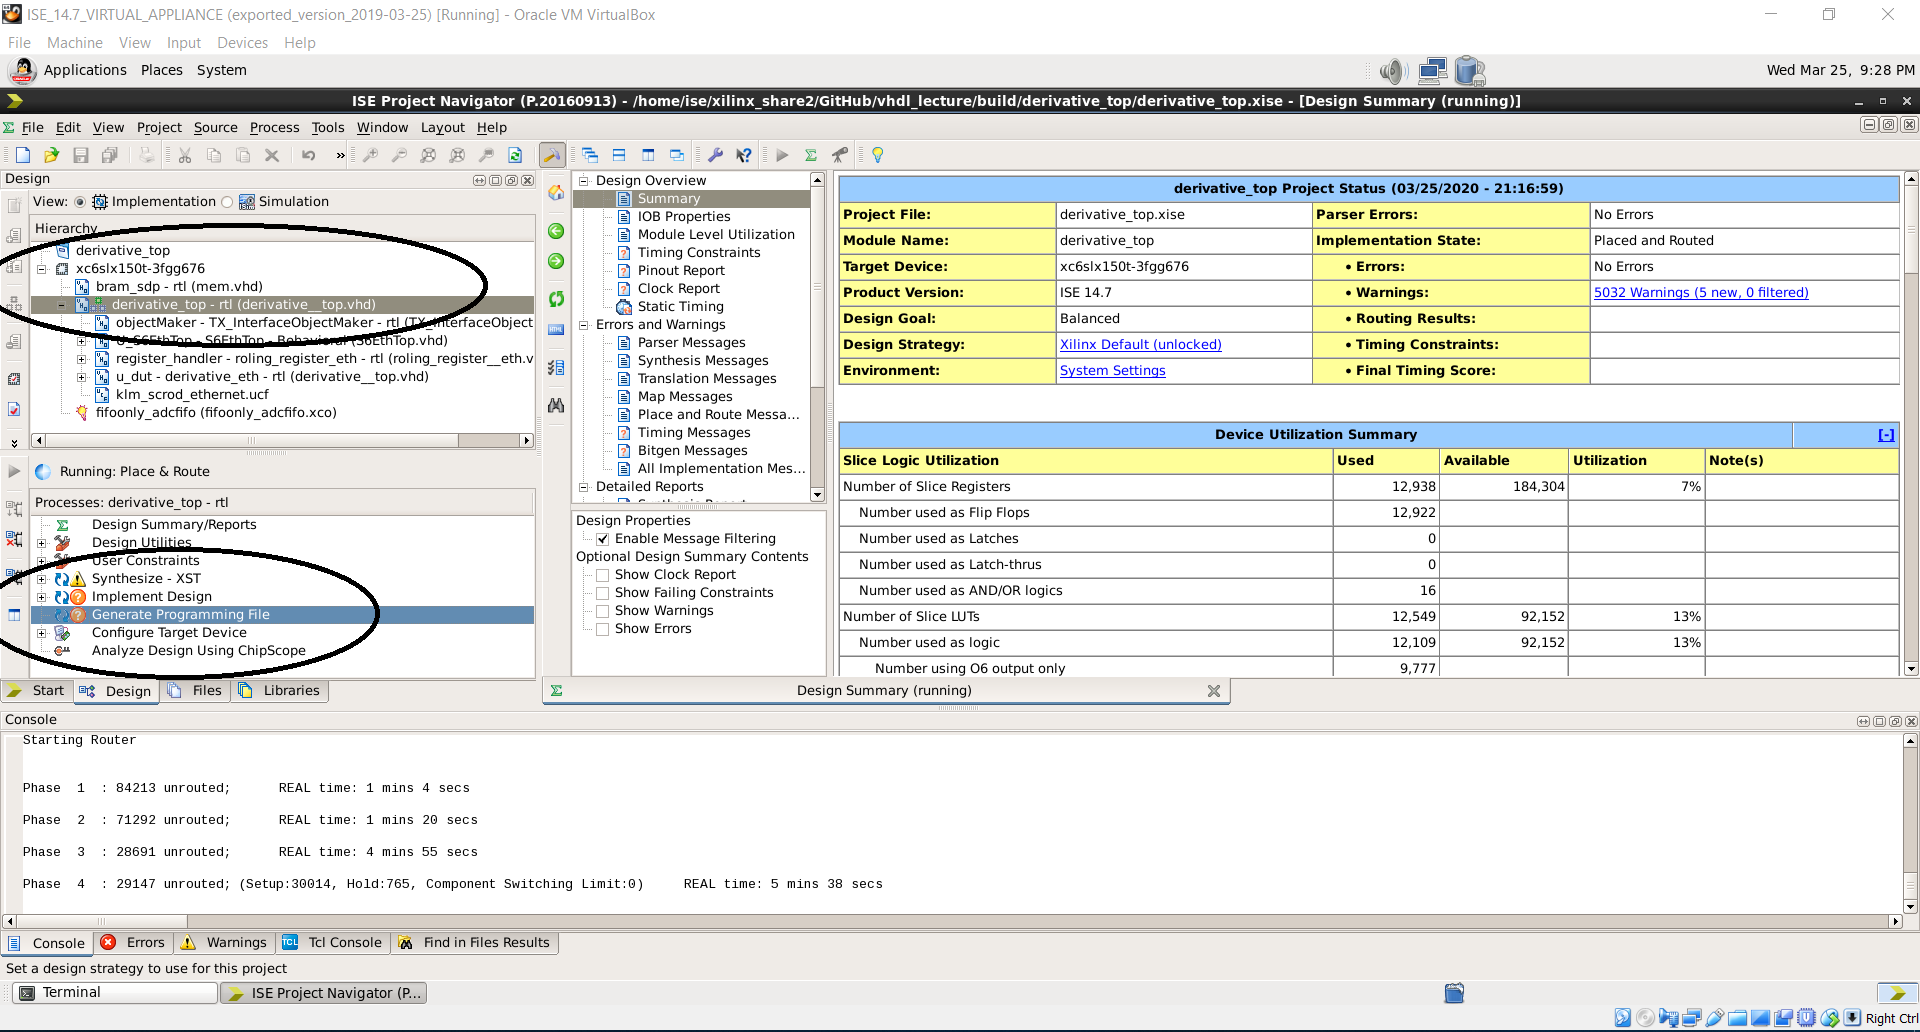 ISE_14.7_VIRTUAL_APPLIANCE (exported_version_2019-03-25) [Running] - Oracle VM VirtualBox
File Machine View Input Devices Help
Applications Places System
Wed Mar 25, 9:28 PM
ISE Project Navigator (P.20160913) - /home/ise/xilinx_share2/GitHub/vhdl_lecture/build/derivative_top/derivative_top.xise - [Design Summary (running)]
File Edit View Project Source Process Tools Window Layout Help
Design
View: Implementation Simulation
Hierarchy
derivative_top
xc6slx150t-3fgg676
bram_sdp - rtl (mem.vhd)
derivative_top - rtl (derivative__top.vhd)
objectMaker - TX_InterfaceObjectMaker - rtl (TX_InterfaceObject
u_S6EthTop - S6EthTop - Behavioral (S6EthTop.vhd)
register_handler - roling_register_eth - rtl (roling_register__eth.v
u_dut - derivative_eth - rtl (derivative__top.vhd)
klm_scrod_ethernet.ucf
fifoonly_adcfifo (fifoonly_adcfifo.xco)
Running: Place & Route
Processes: derivative_top - rtl
Design Summary/Reports
Design Utilities
User Constraints
Synthesize - XST
Implement Design
Generate Programming File
Configure Target Device
Analyze Design Using ChipScope
Start Design Files Libraries
Design Overview
Summary
IOB Properties
Module Level Utilization
Timing Constraints
Pinout Report
Clock Report
Static Timing
Errors and Warnings
Parser Messages
Synthesis Messages
Translation Messages
Map Messages
Place and Route Messa...
Timing Messages
Bitgen Messages
All Implementation Mes...
Detailed Reports
Design Properties
Enable Message Filtering
Optional Design Summary Contents
Show Clock Report
Show Failing Constraints
Show Warnings
Show Errors
derivative_top Project Status (03/25/2020 - 21:16:59)
Project File: derivative_top.xise Parser Errors: No Errors
Module Name: derivative_top Implementation State: Placed and Routed
Target Device: xc6slx150t-3fgg676 • Errors: No Errors
Product Version: ISE 14.7 • Warnings: 5032 Warnings (5 new, 0 filtered)
Design Goal: Balanced • Routing Results:
Design Strategy: Xilinx Default (unlocked) • Timing Constraints:
Environment: System Settings • Final Timing Score:
Device Utilization Summary [-]
Slice Logic Utilization Used Available Utilization Note(s)
Number of Slice Registers 12,938 184,304 7%
Number used as Flip Flops 12,922
Number used as Latches 0
Number used as Latch-thrus 0
Number used as AND/OR logics 16
Number of Slice LUTs 12,549 92,152 13%
Number used as logic 12,109 92,152 13%
Number using O6 output only 9,777
Design Summary (running)
Console
Starting Router
Phase 1 : 84213 unrouted; REAL time: 1 mins 4 secs
Phase 2 : 71292 unrouted; REAL time: 1 mins 20 secs
Phase 3 : 28691 unrouted; REAL time: 4 mins 55 secs
Phase 4 : 29147 unrouted; (Setup:30014, Hold:765, Component Switching Limit:0) REAL time: 5 mins 38 secs
Console Errors Warnings TCL Tcl Console Find in Files Results
Set a design strategy to use for this project
Terminal ISE Project Navigator (P...
Right Ctrl